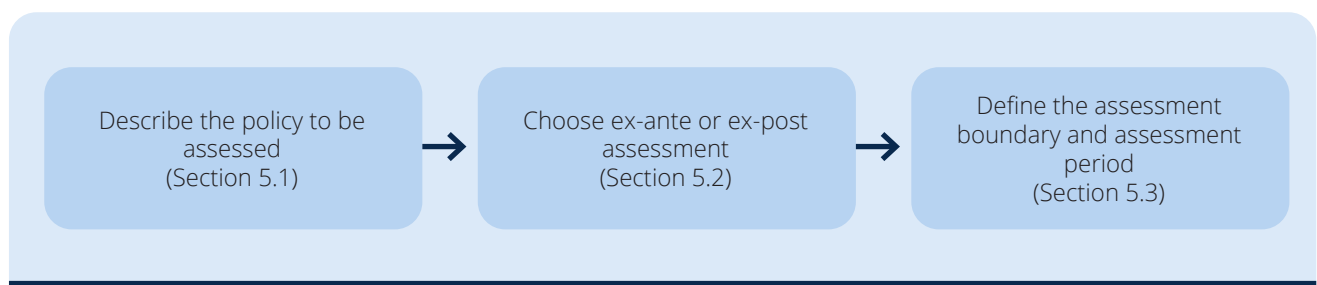 Describe the policy to be
assessed
(Section 5.1)
Choose ex-ante or ex-post
assessment
(Section 5.2)
Define the assessment
boundary and assessment
period
(Section 5.3)